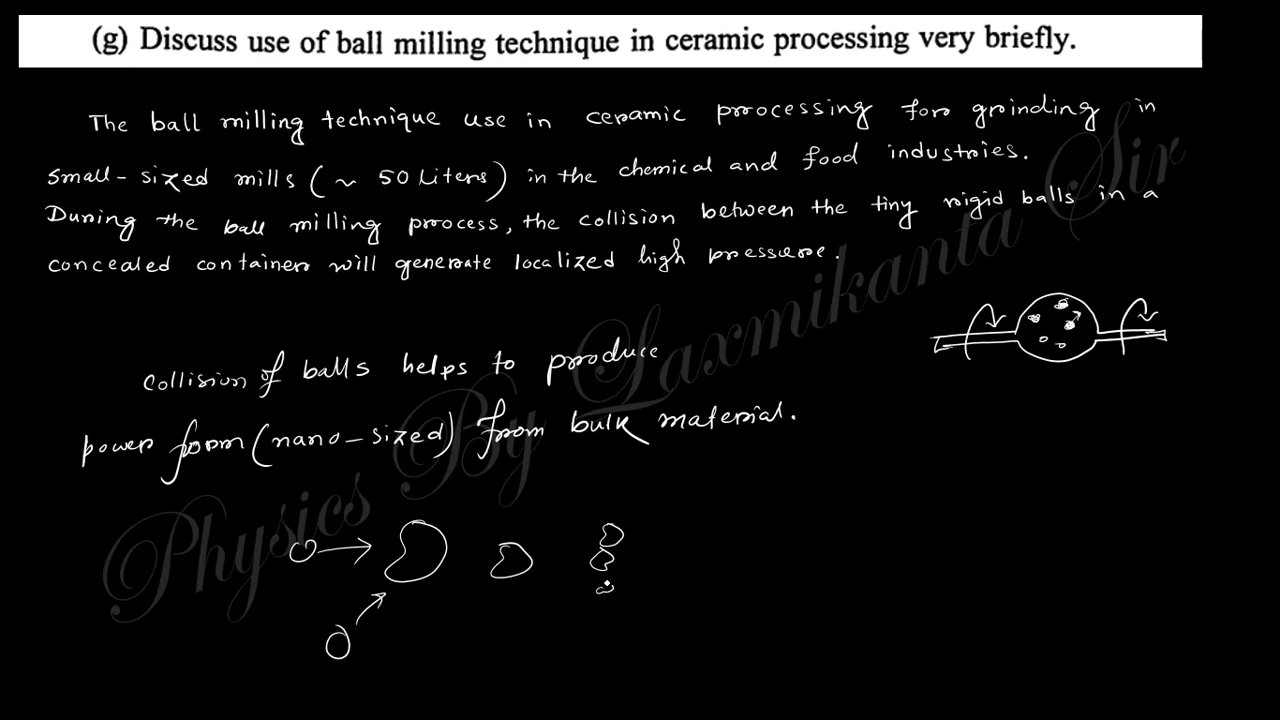 (g) Discuss use of ball milling technique in ceramic processing very briefly.
The ball milling technique use in ceramic processing for grinding in
small-sized mills (~ 50 Liters) in the chemical and food industries.
During the ball milling process, the collision between the tiny rigid balls in a
concealed container will generate localized high pressure.
Collision of balls helps to produce
power form (nano-sized) from bulk material.
Physics By Laxmikanta Sir